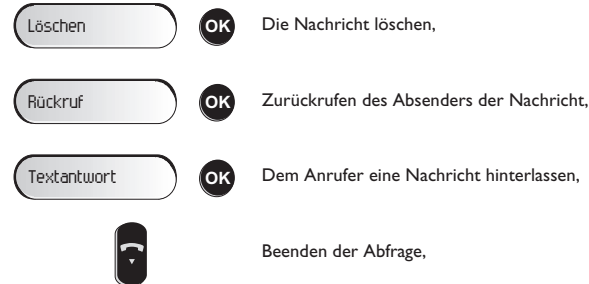 Löschen OK Die Nachricht löschen,
Rückruf OK Zurückrufen des Absenders der Nachricht,
Textantwort OK Dem Anrufer eine Nachricht hinterlassen,
Beenden der Abfrage,